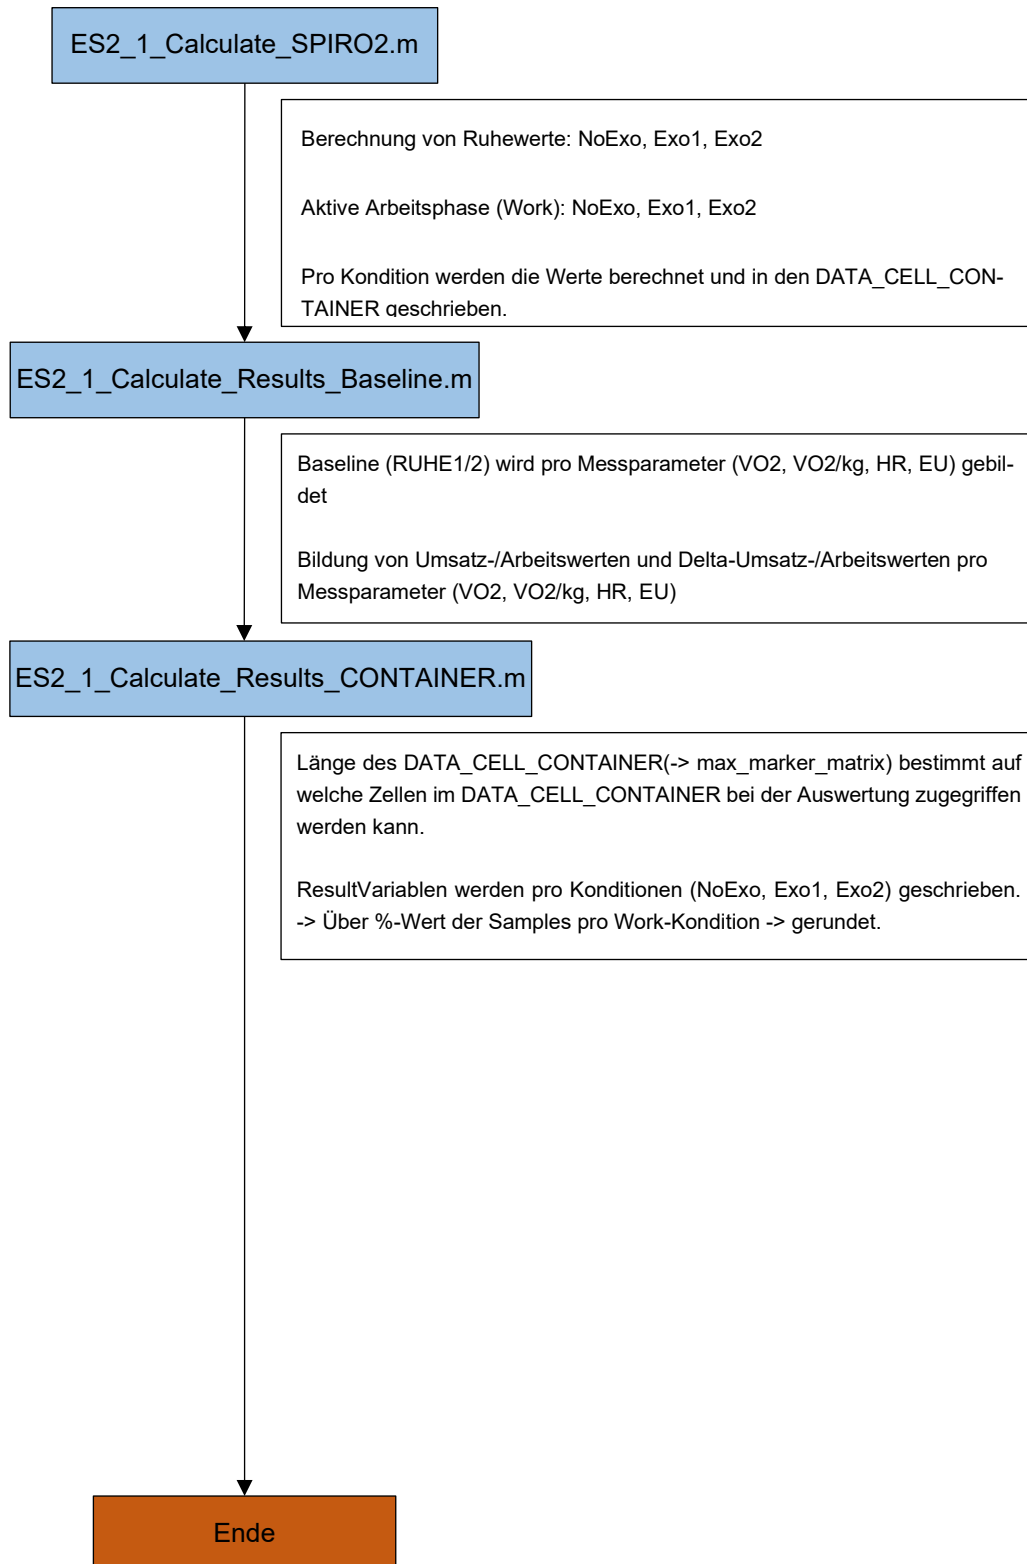 ES2_1_Calculate_SPIRO2.m
Berechnung von Ruhewerte: NoExo, Exo1, Exo2
Aktive Arbeitsphase (Work): NoExo, Exo1, Exo2
Pro Kondition werden die Werte berechnet und in den DATA_CELL_CON-
TAINER geschrieben.
ES2_1_Calculate_Results_Baseline.m
Baseline (RUHE1/2) wird pro Messparameter (VO2, VO2/kg, HR, EU) gebil-
det
Bildung von Umsatz-/Arbeitswerten und Delta-Umsatz-/Arbeitswerten pro
Messparameter (VO2, VO2/kg, HR, EU)
ES2_1_Calculate_Results_CONTAINER.m
Länge des DATA_CELL_CONTAINER(-> max_marker_matrix) bestimmt auf
welche Zellen im DATA_CELL_CONTAINER bei der Auswertung zugegriffen
werden kann.
ResultVariablen werden pro Konditionen (NoExo, Exo1, Exo2) geschrieben.
-> Über %-Wert der Samples pro Work-Kondition -> gerundet.
Ende